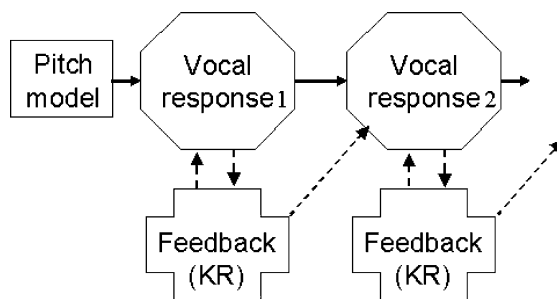 Pitch
model
Vocal
response1
Vocal
response2
Feedback
(KR)
Feedback
(KR)